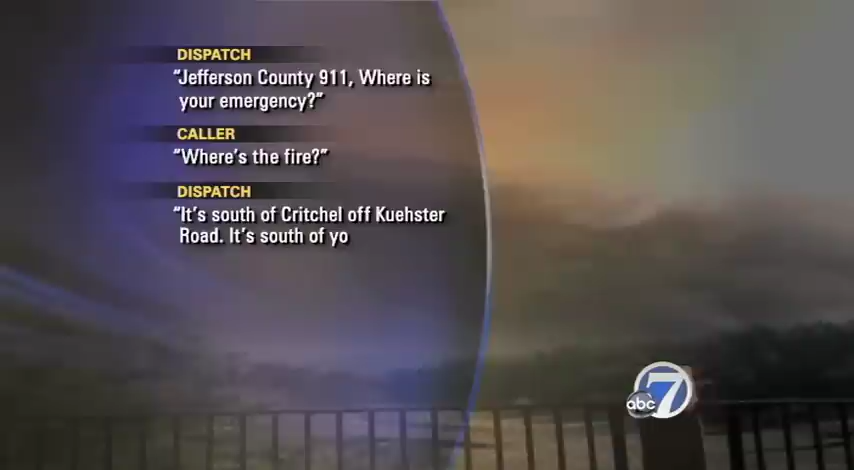 DISPATCH
“Jefferson County 911, Where is
your emergency?”
CALLER
“Where’s the fire?”
DISPATCH
“It’s south of Critchel off Kuehster
Road. It’s south of yo
abc 7